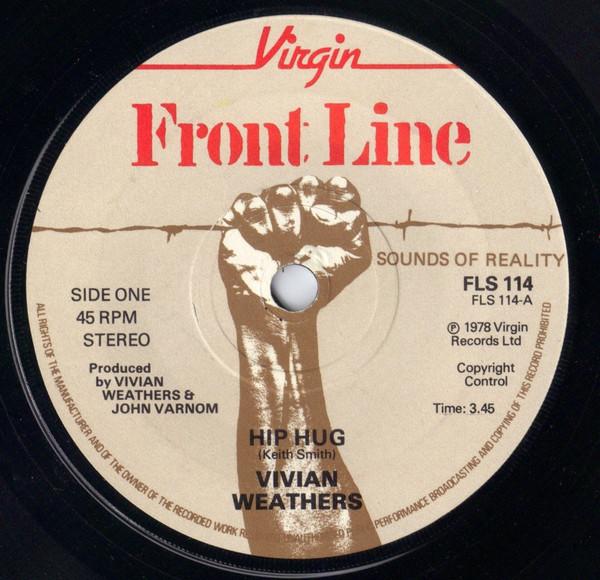 Virgin
Front Line
SOUNDS OF REALITY
FLS 114
FLS 114-A
SIDE ONE
45 RPM
STEREO
℗ 1978 Virgin
Records Ltd
Produced
by VIVIAN
WEATHERS &
JOHN VARNOM
Copyright
Control
Time: 3.45
HIP HUG
(Keith Smith)
VIVIAN
WEATHERS
ALL RIGHTS OF THE MANUFACTURER AND OF THE OWNER OF THE RECORDED WORK PERFORMANCE BROADCASTING AND COPYING OF THIS RECORD PROHIBITED